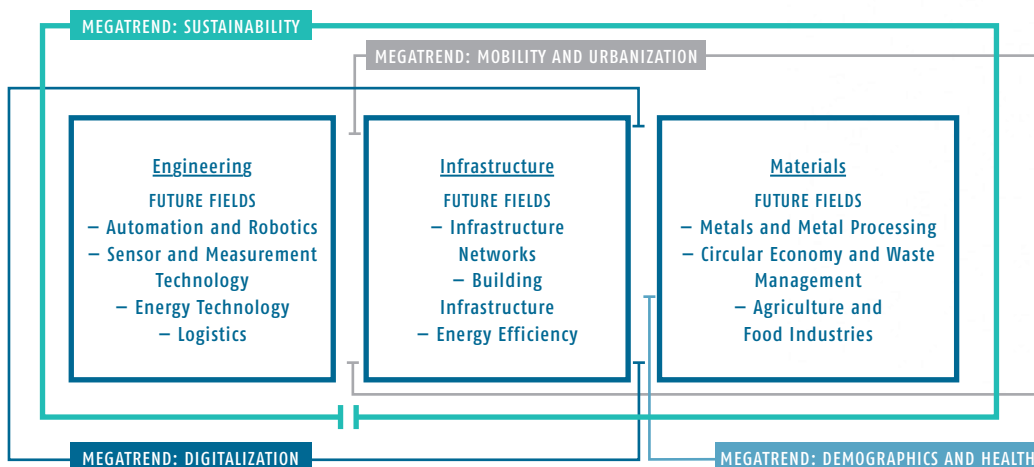 MEGATREND: SUSTAINABILITY
MEGATREND: MOBILITY AND URBANIZATION
Engineering
FUTURE FIELDS
– Automation and Robotics
– Sensor and Measurement
Technology
– Energy Technology
– Logistics
Infrastructure
FUTURE FIELDS
– Infrastructure
Networks
– Building
Infrastructure
– Energy Efficiency
Materials
FUTURE FIELDS
– Metals and Metal Processing
– Circular Economy and Waste
Management
– Agriculture and
Food Industries
MEGATREND: DIGITALIZATION
MEGATREND: DEMOGRAPHICS AND HEALTH